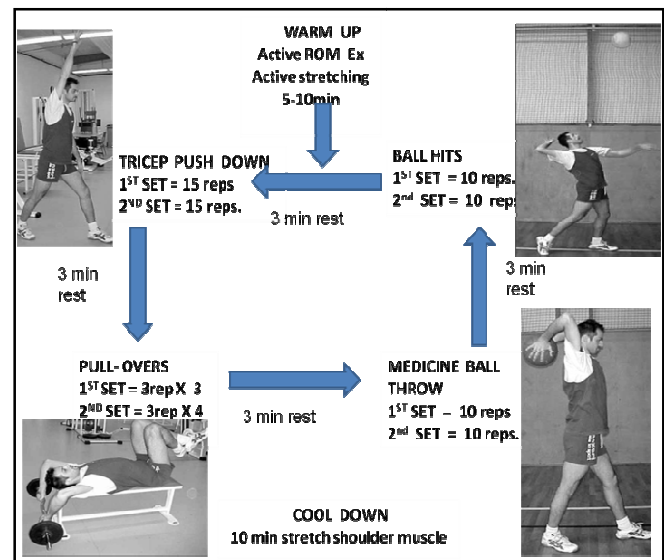 WARM UP
Active ROM Ex
Active stretching
5-10min
TRICEP PUSH DOWN
1ST SET = 15 reps
2ND SET = 15 reps.
BALL HITS
1ST SET = 10 reps.
2nd SET = 10 reps
3 min rest
3 min
rest
3 min
rest
PULL-OVERS
1ST SET = 3rep X 3
2ND SET = 3rep X 4
3 min rest
MEDICINE BALL
THROW
1ST SET – 10 reps
2nd SET = 10 reps.
COOL DOWN
10 min stretch shoulder muscle